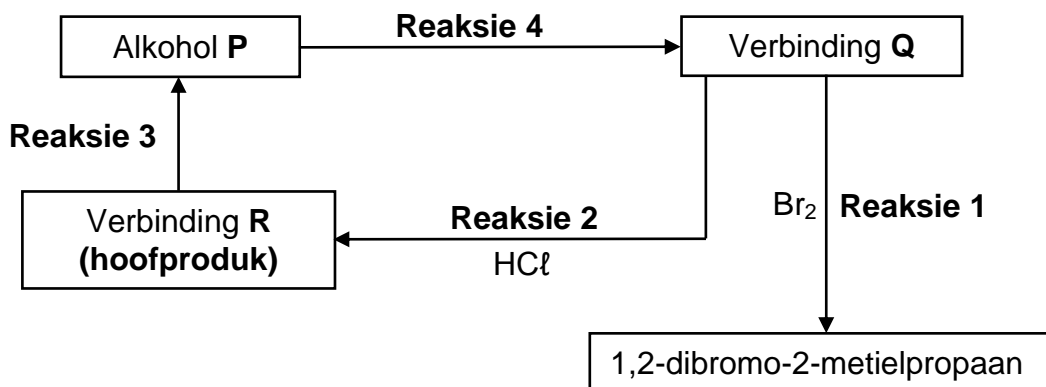 Reaksie 4
Alkohol P
Verbinding Q
Reaksie 3
Verbinding R
(hoofproduk)
Reaksie 2
HCℓ
Br₂ Reaksie 1
1,2-dibromo-2-metielpropaan